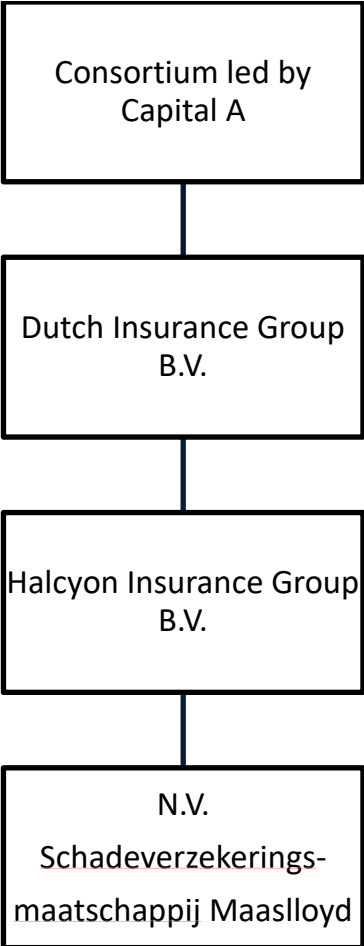 Consortium led by
Capital A
Dutch Insurance Group
B.V.
Halcyon Insurance Group
B.V.
N.V.
Schadeverzekerings-
maatschappij Maaslloyd